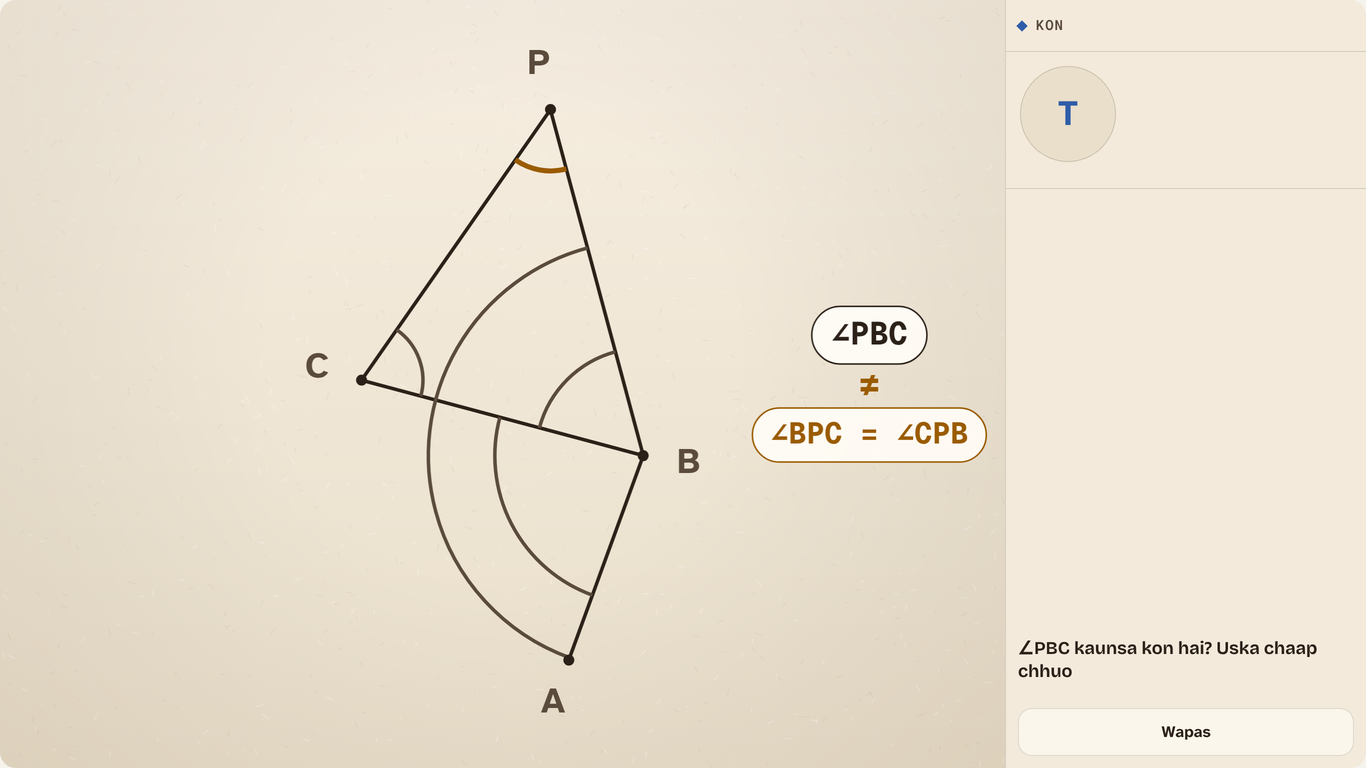 P
C
B
A
∠PBC
≠
∠BPC = ∠CPB
KON
T
∠PBC kaunsa kon hai? Uska chaap
chhuo
Wapas